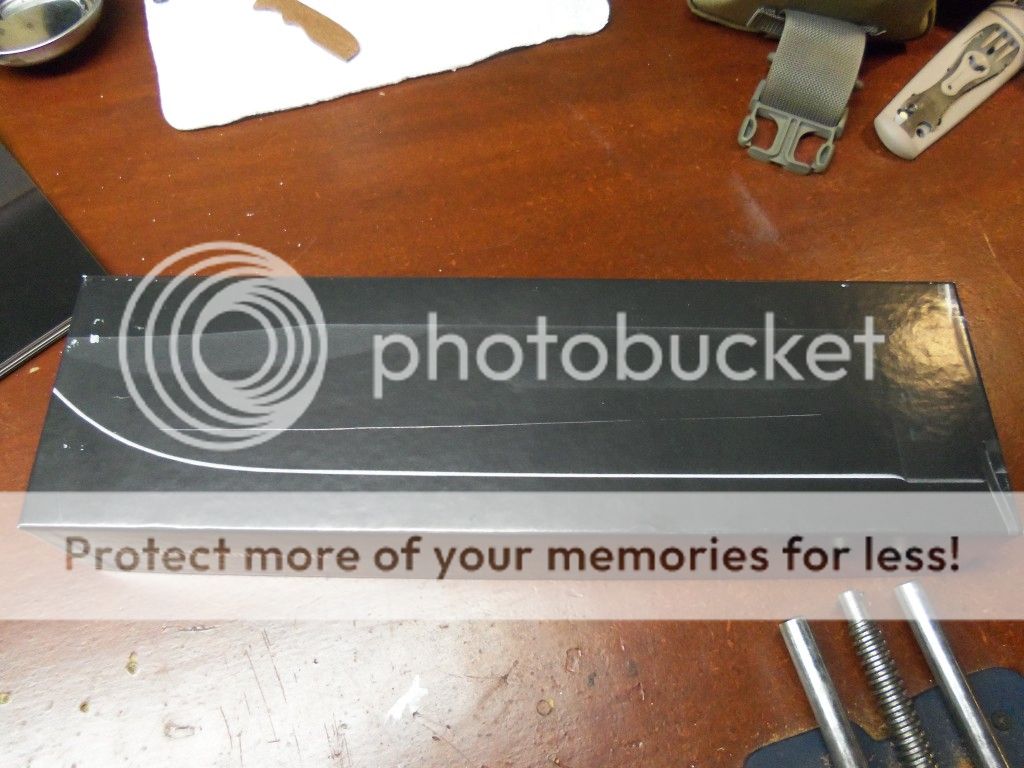 photobucket
Protect more of your memories for less!